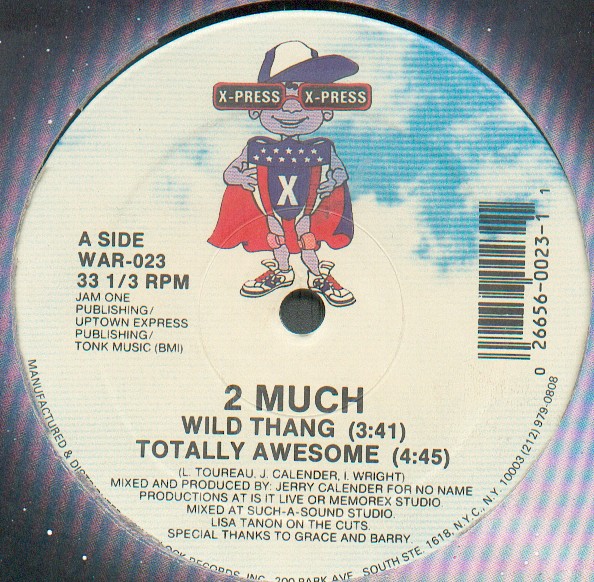 X-PRESS X-PRESS
X
A SIDE
WAR-023
33 1/3 RPM
JAM ONE
PUBLISHING/
UPTOWN EXPRESS
PUBLISHING/
TONK MUSIC (BMI)
0 26656-0023-1 1
2 MUCH
WILD THANG (3:41)
TOTALLY AWESOME (4:45)
(L. TOUREAU, J. CALENDER, I. WRIGHT)
MIXED AND PRODUCED BY: JERRY CALENDER FOR NO NAME
PRODUCTIONS AT IS IT LIVE OR MEMOREX STUDIO.
MIXED AT SUCH-A-SOUND STUDIO.
LISA TANON ON THE CUTS.
SPECIAL THANKS TO GRACE AND BARRY.
MANUFACTURED & RECORDS INC., 200 PARK AVE. SOUTH STE. 1618, N.Y.C., N.Y. 10003 (212) 979-0808